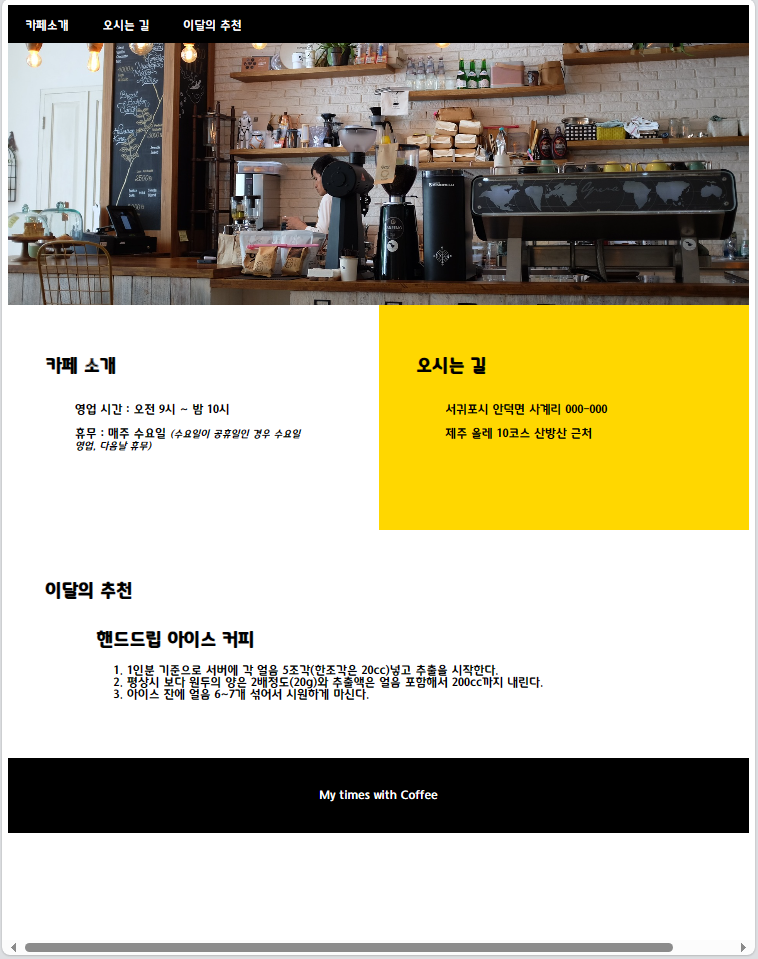 카페소개 오시는 길 이달의 추천
카페 소개
영업 시간 : 오전 9시 ~ 밤 10시
휴무 : 매주 수요일 (수요일이 공휴일인 경우 수요일
영업, 다음날 휴무)
오시는 길
서귀포시 안덕면 사계리 000-000
제주 올레 10코스 산방산 근처
이달의 추천
핸드드립 아이스 커피
1. 1인분 기준으로 서버에 각 얼음 5조각(한조각은 20cc)넣고 추출을 시작한다.
2. 평상시 보다 원두의 양은 2배정도(20g)와 추출액은 얼음 포함해서 200cc까지 내린다.
3. 아이스 잔에 얼음 6~7개 섞어서 시원하게 마신다.
My times with Coffee